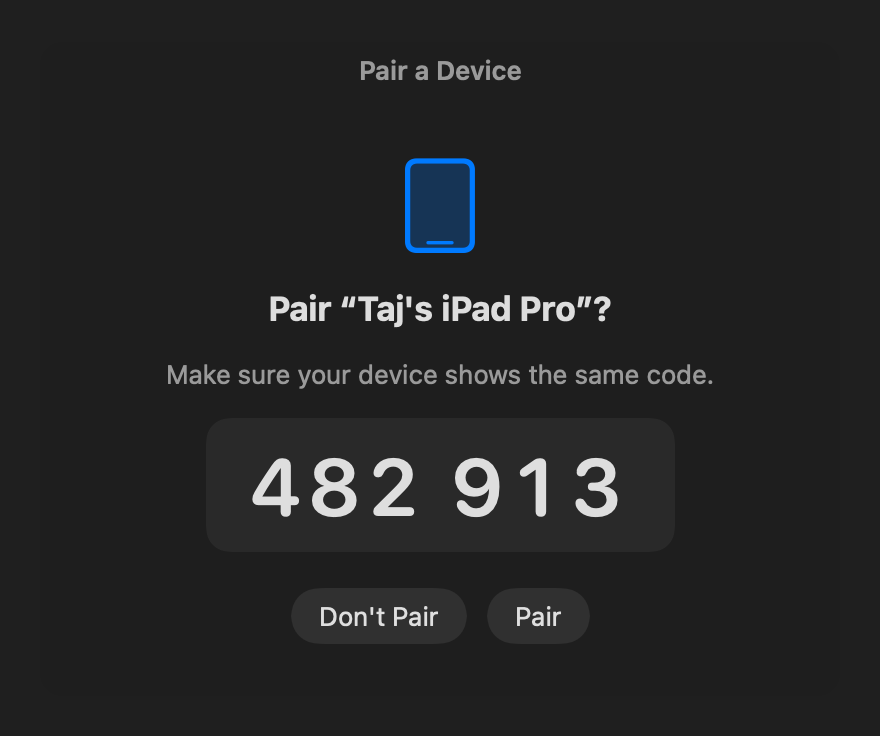 Pair a Device
Pair “Taj's iPad Pro”?
Make sure your device shows the same code.
482 913
Don't Pair
Pair